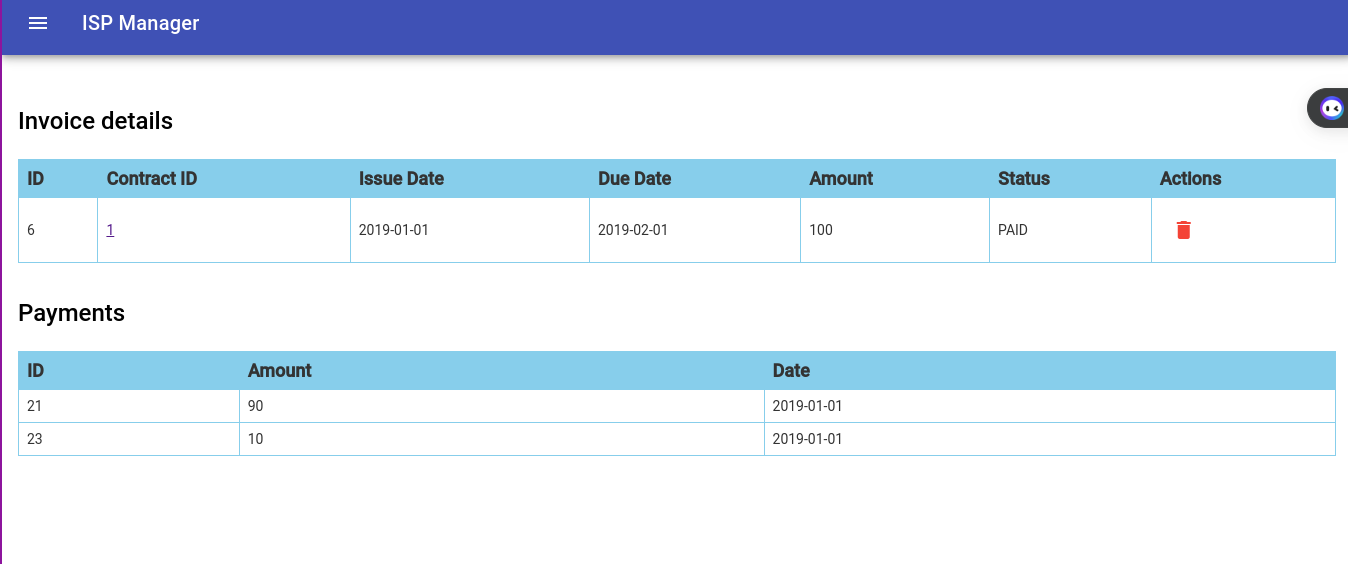 ISP Manager
Invoice details
ID Contract ID Issue Date Due Date Amount Status Actions
6 1 2019-01-01 2019-02-01 100 PAID
Payments
ID Amount Date
21 90 2019-01-01
23 10 2019-01-01